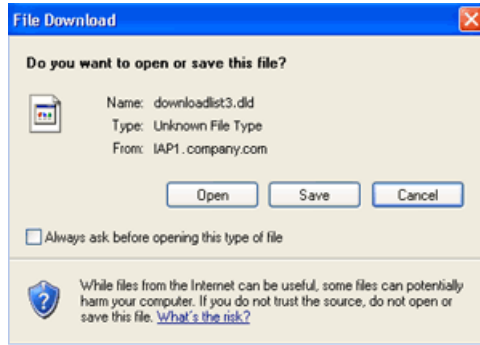 File Download
Do you want to open or save this file?
Name: downloadlist3.dld
Type: Unknown File Type
From: IAP1.company.com
Open Save Cancel
Always ask before opening this type of file
While files from the Internet can be useful, some files can potentially
harm your computer. If you do not trust the source, do not open or
save this file. What's the risk?